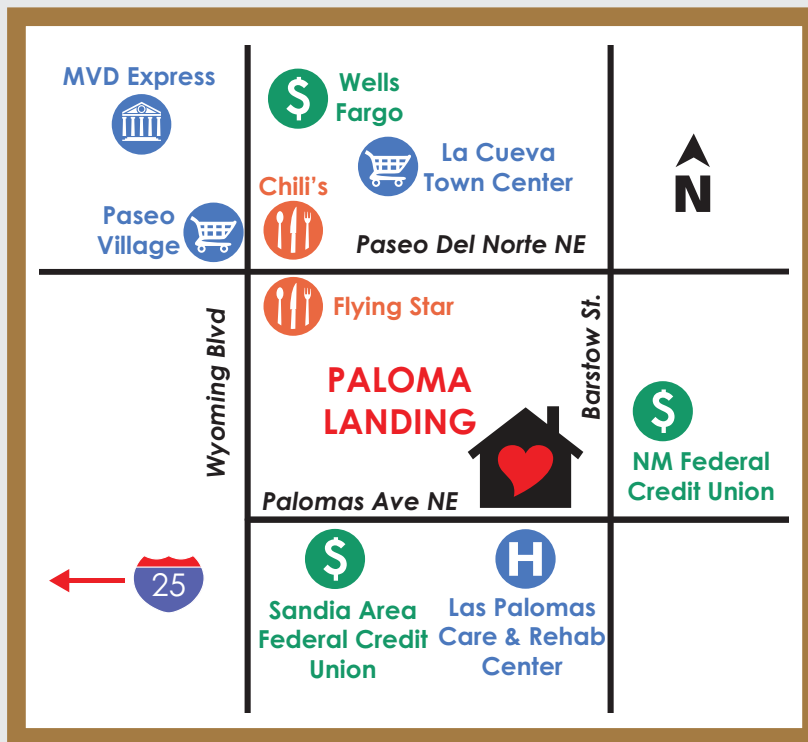 MVD Express
Wells
Fargo
La Cueva
Town Center
N
Chili's
Paseo
Village
Paseo Del Norte NE
Flying Star
Wyoming Blvd
Barstow St.
PALOMA
LANDING
NM Federal
Credit Union
Palomas Ave NE
25
H
Sandia Area
Federal Credit
Union
Las Palomas
Care & Rehab
Center